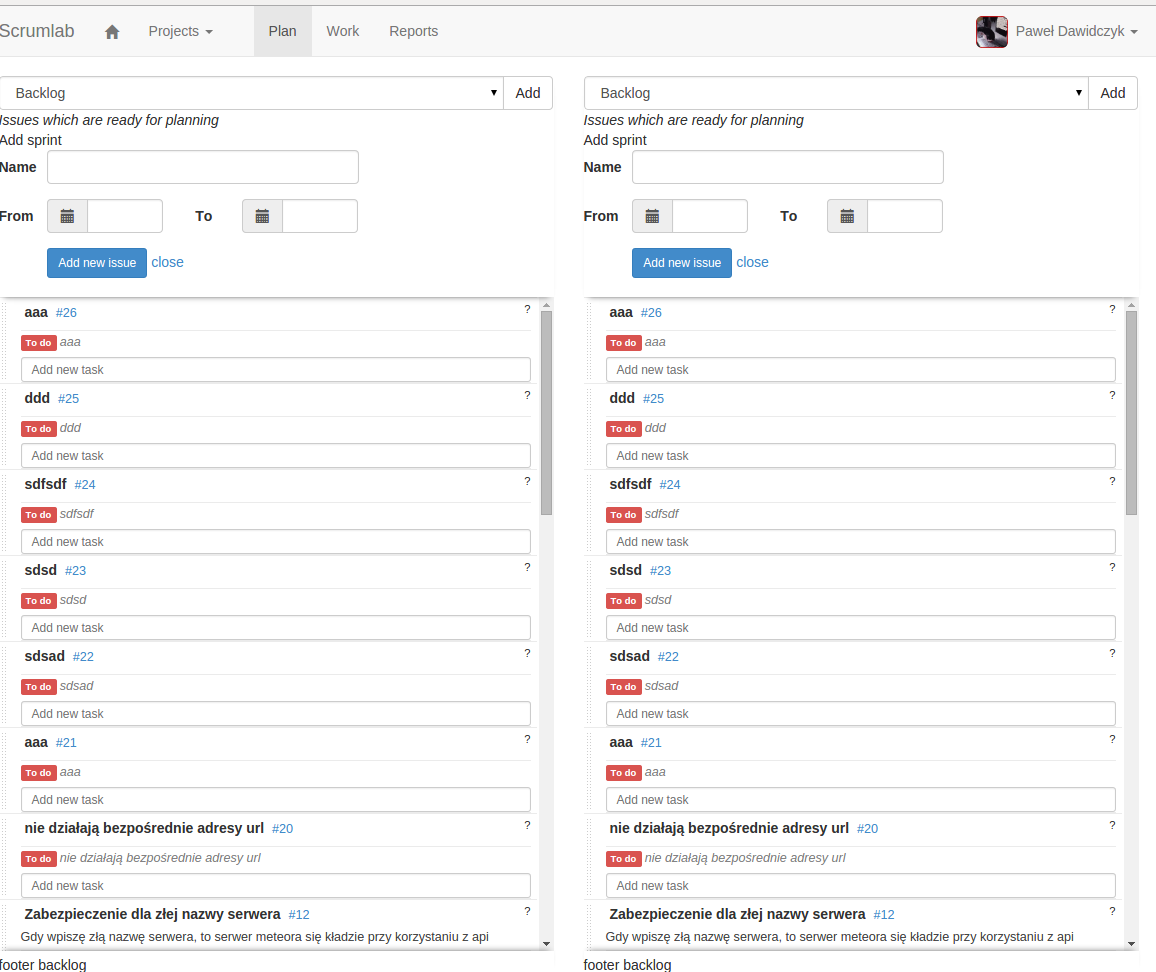 Scrumlab Projects Plan Work Reports Paweł Dawidczyk
Backlog Add
Issues which are ready for planning
Add sprint
Name
From To
Add new issue close
aaa #26 ?
To do aaa
Add new task
ddd #25 ?
To do ddd
Add new task
sdfsdf #24 ?
To do sdfsdf
Add new task
sdsd #23 ?
To do sdsd
Add new task
sdsad #22 ?
To do sdsad
Add new task
aaa #21 ?
To do aaa
Add new task
nie działają bezpośrednie adresy url #20 ?
To do nie działają bezpośrednie adresy url
Add new task
Zabezpieczenie dla złej nazwy serwera #12 ?
Gdy wpiszę złą nazwę serwera, to serwer meteora się kładzie przy korzystaniu z api
footer backlog
Backlog Add
Issues which are ready for planning
Add sprint
Name
From To
Add new issue close
aaa #26 ?
To do aaa
Add new task
ddd #25 ?
To do ddd
Add new task
sdfsdf #24 ?
To do sdfsdf
Add new task
sdsd #23 ?
To do sdsd
Add new task
sdsad #22 ?
To do sdsad
Add new task
aaa #21 ?
To do aaa
Add new task
nie działają bezpośrednie adresy url #20 ?
To do nie działają bezpośrednie adresy url
Add new task
Zabezpieczenie dla złej nazwy serwera #12 ?
Gdy wpiszę złą nazwę serwera, to serwer meteora się kładzie przy korzystaniu z api
footer backlog